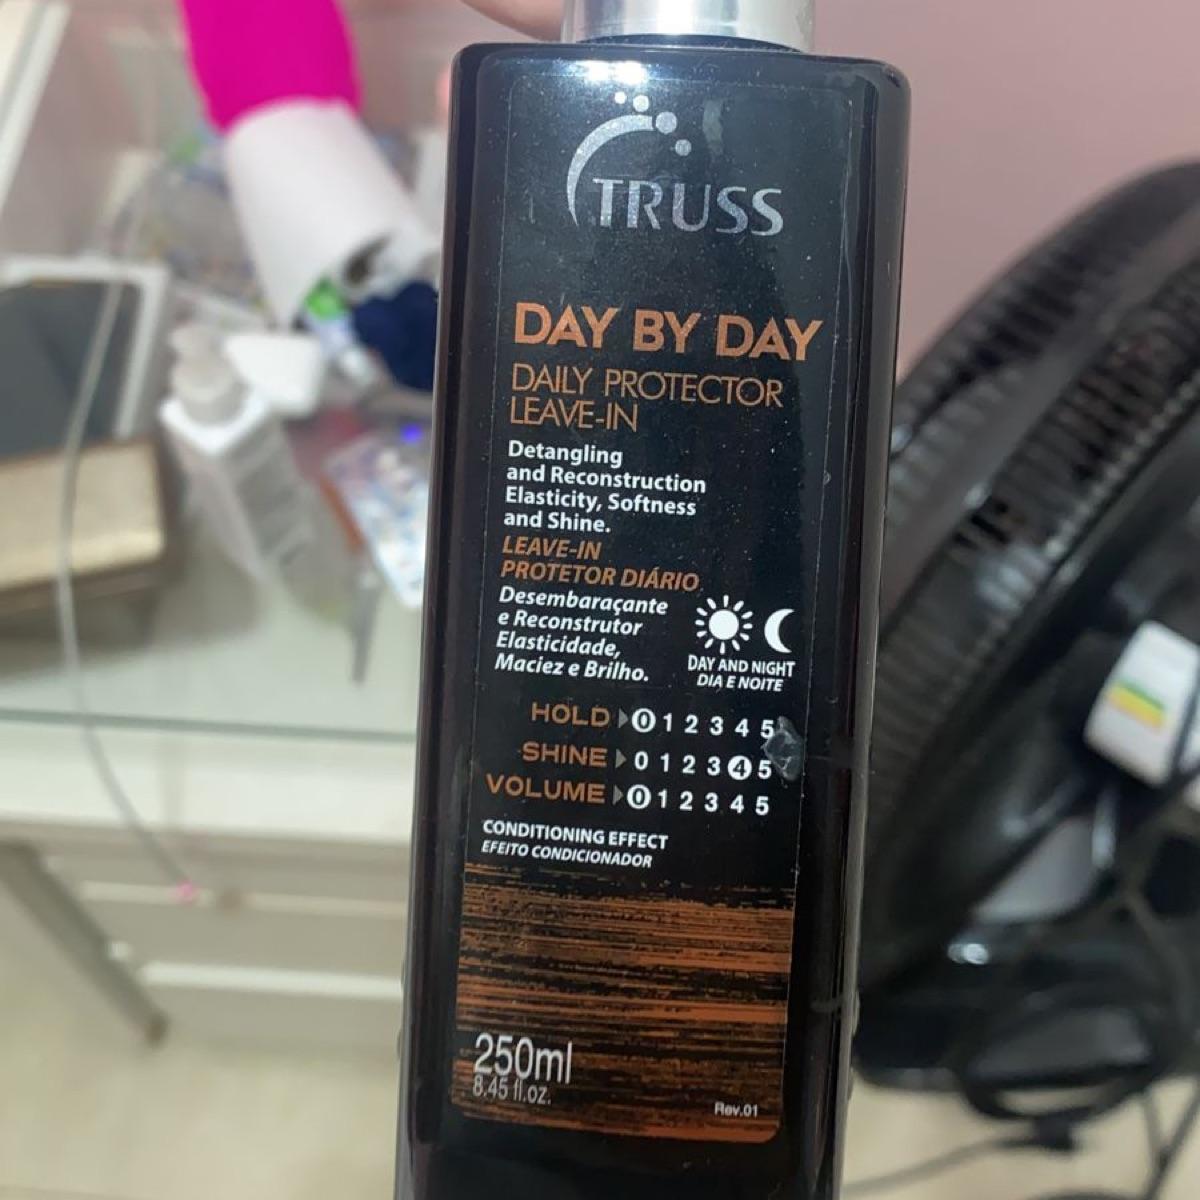 TRUSS
DAY BY DAY
DAILY PROTECTOR
LEAVE-IN
Detangling
and Reconstruction
Elasticity, Softness
and Shine.
LEAVE-IN
PROTETOR DIÁRIO
Desembaraçante
e Reconstrutor
Elasticidade,
Maciez e Brilho.
DAY AND NIGHT
DIA E NOITE
HOLD 0 1 2 3 4 5
SHINE 0 1 2 3 4 5
VOLUME 0 1 2 3 4 5
CONDITIONING EFFECT
EFEITO CONDICIONADOR
250ml
8.45 fl.oz.
Rev.01